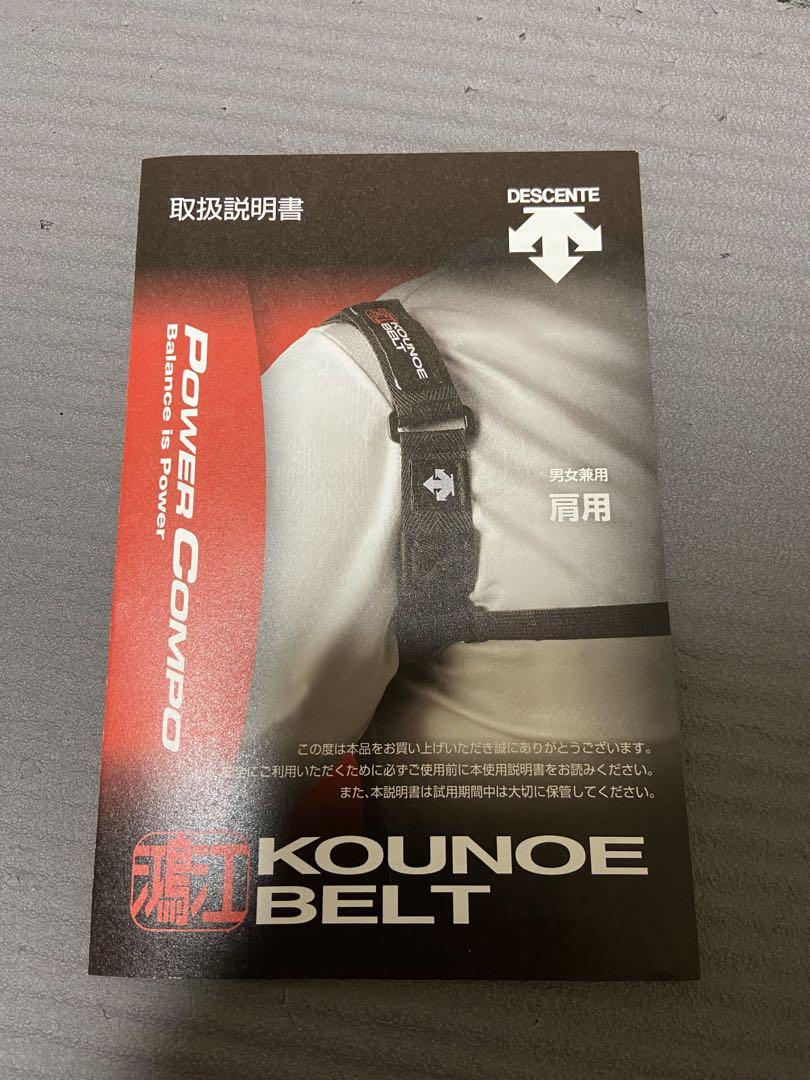 取扱説明書
DESCENTE
POWER COMPO
Balance is Power
鴻江
KOUNOE
BELT
男女兼用
肩用
この度は本品をお買い上げいただき誠にありがとうございます。
安全にご利用いただくために必ずご使用前に本使用説明書をお読みください。
また、本説明書は試用期間中は大切に保管してください。
鴻江
KOUNOE
BELT